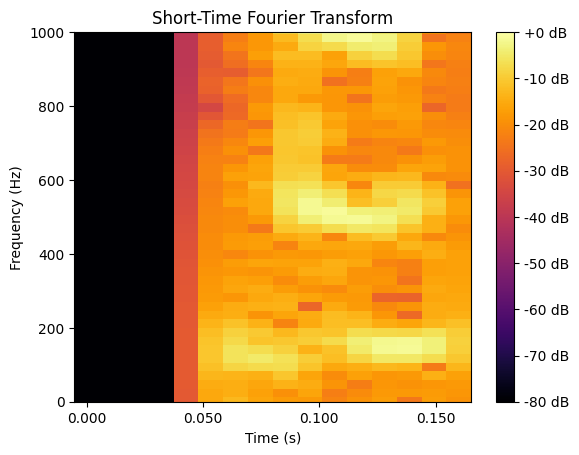 Short-Time Fourier Transform
1000
800
600
400
200
0
Frequency (Hz)
0.000
0.050
0.100
0.150
Time (s)
+0 dB
-10 dB
-20 dB
-30 dB
-40 dB
-50 dB
-60 dB
-70 dB
-80 dB